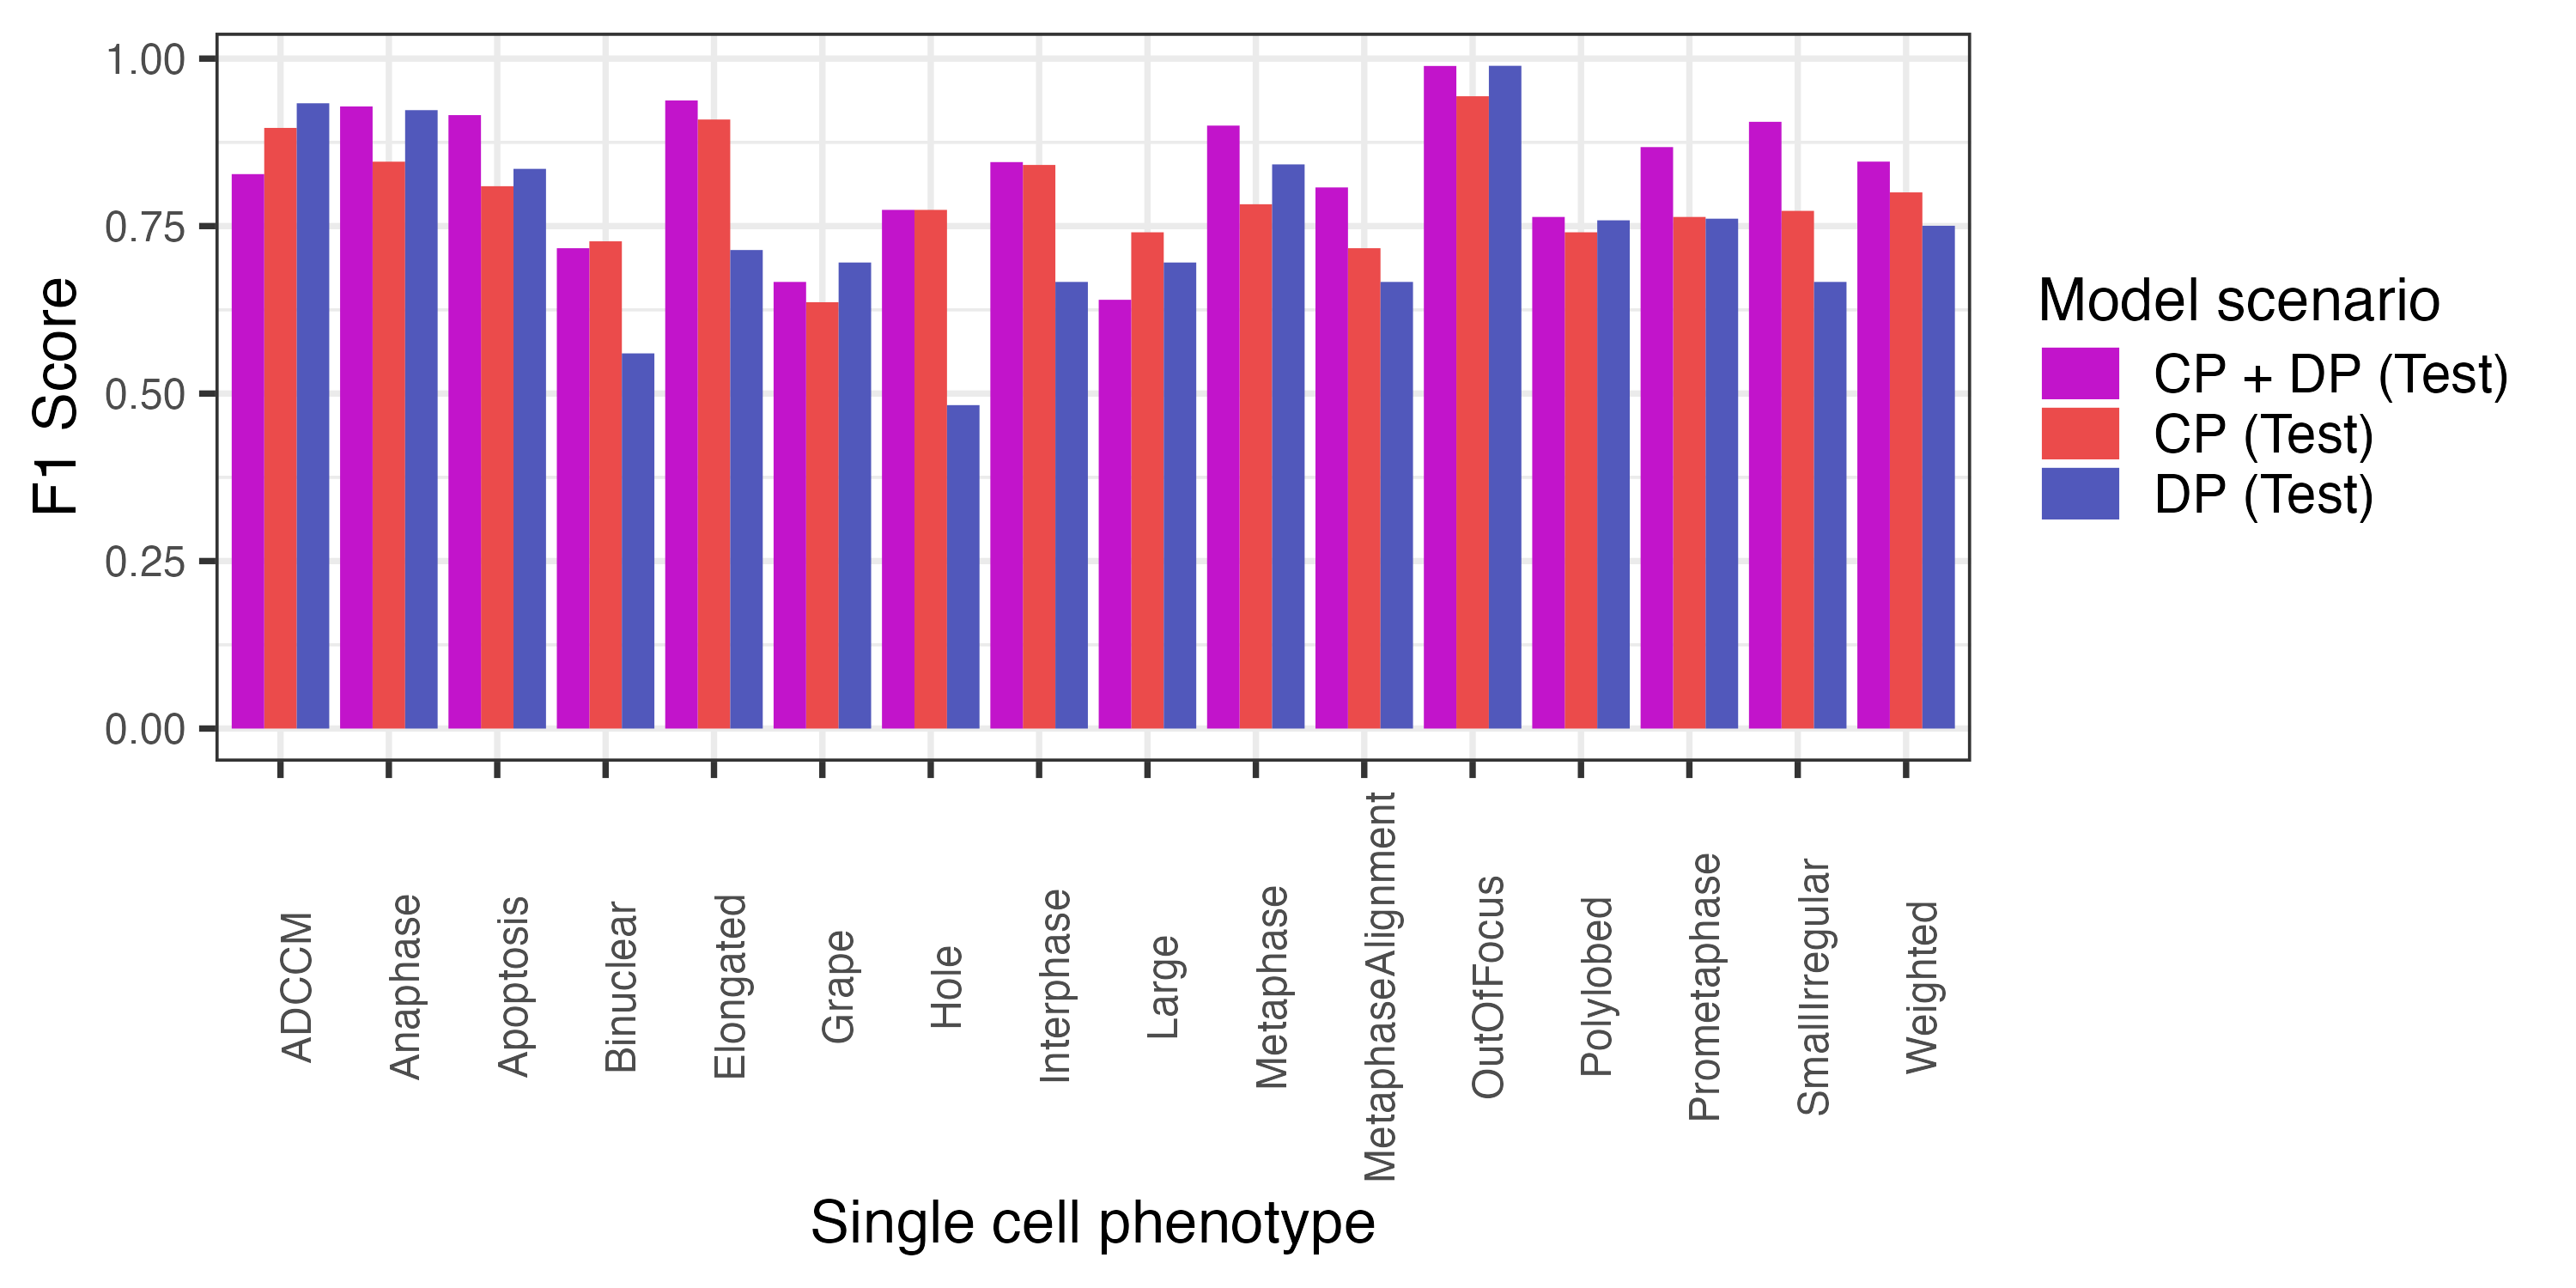 1.00
0.75
0.50
0.25
0.00
F1 Score
ADCCM
Anaphase
Apoptosis
Binuclear
Elongated
Grape
Hole
Interphase
Large
Metaphase
MetaphaseAlignment
OutOfFocus
Polylobed
Prometaphase
SmallIrregular
Weighted
Single cell phenotype
Model scenario
CP + DP (Test)
CP (Test)
DP (Test)